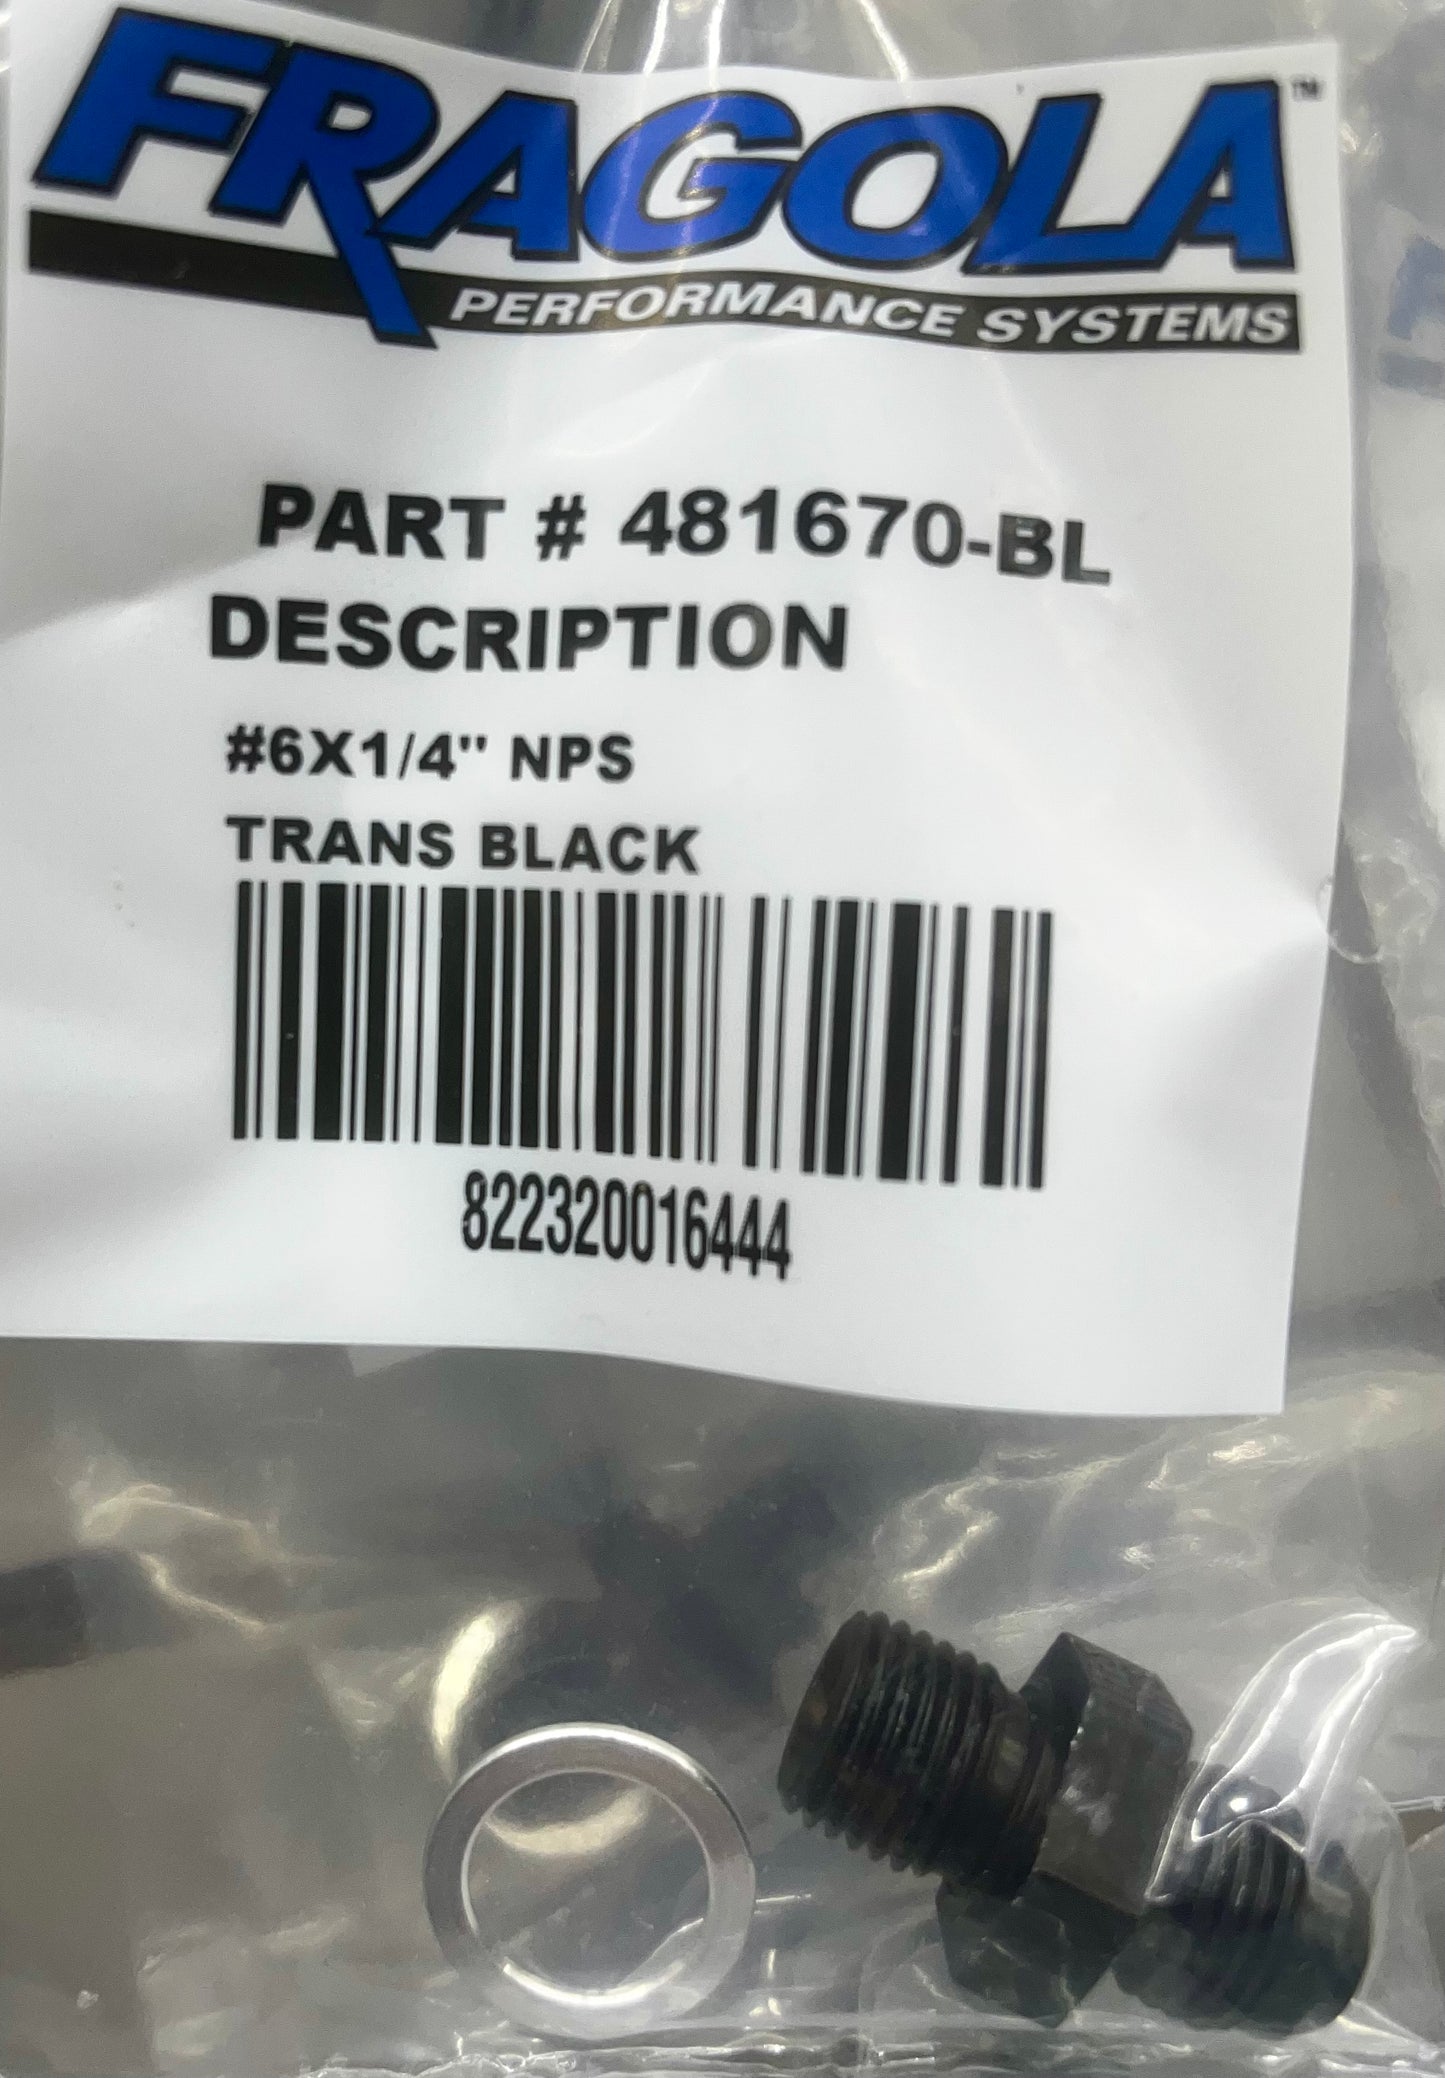 FRAGOLA™
PERFORMANCE SYSTEMS
PART # 481670-BL
DESCRIPTION
#6X1/4" NPS
TRANS BLACK
822320016444